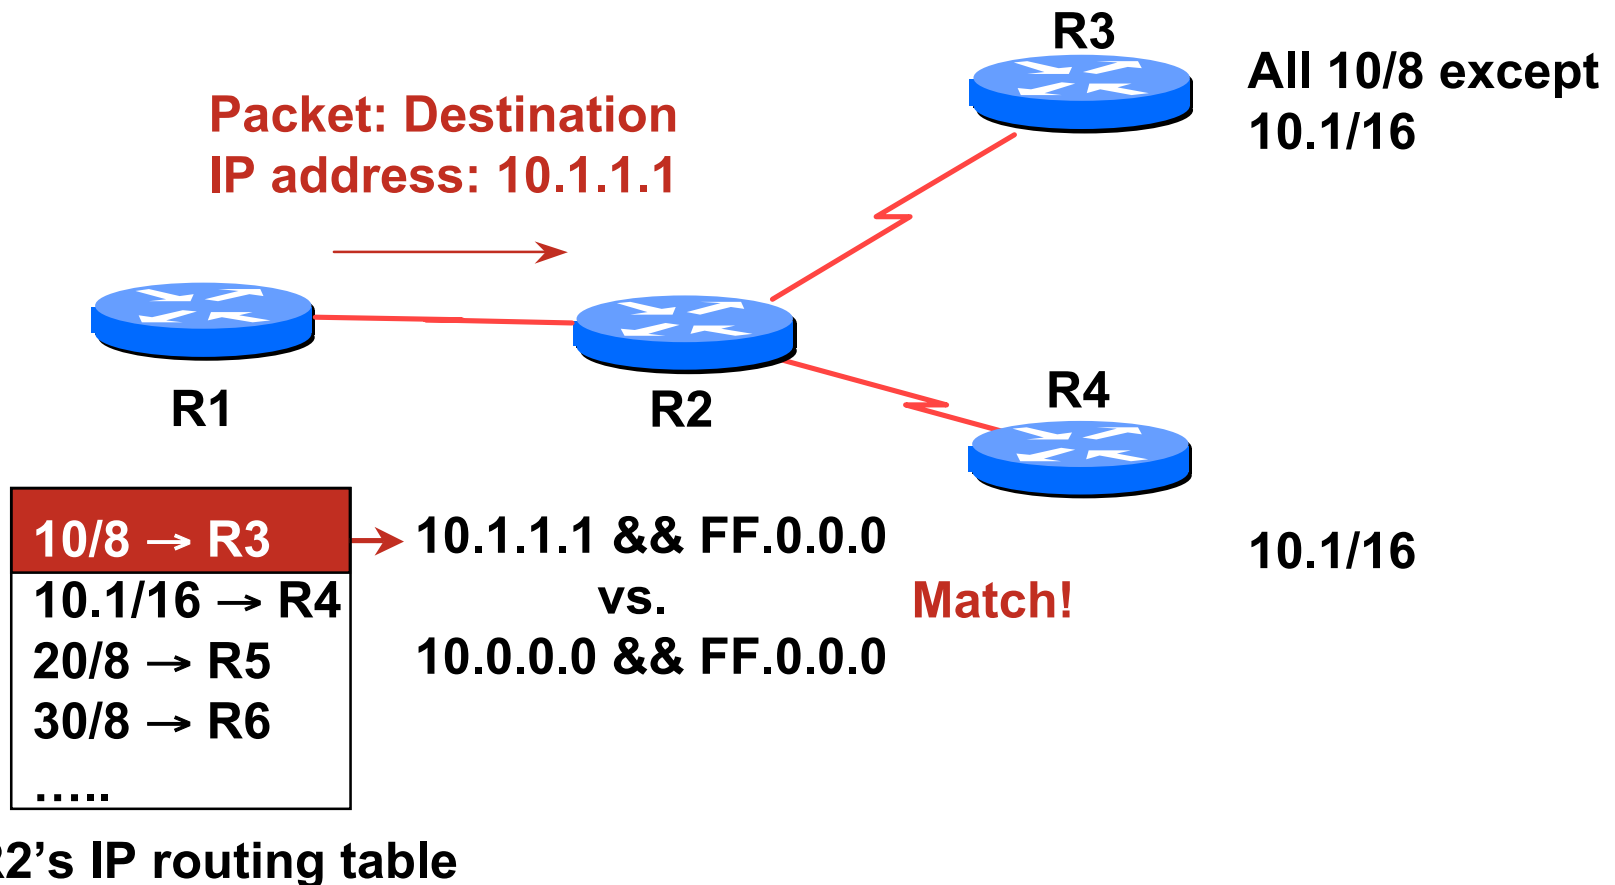 R3
All 10/8 except
10.1/16
Packet: Destination
IP address: 10.1.1.1
R1
R2
R4
10.1/16
10/8 → R3
10.1/16 → R4
20/8 → R5
30/8 → R6
…..
10.1.1.1 && FF.0.0.0
vs.
10.0.0.0 && FF.0.0.0
Match!
R2’s IP routing table